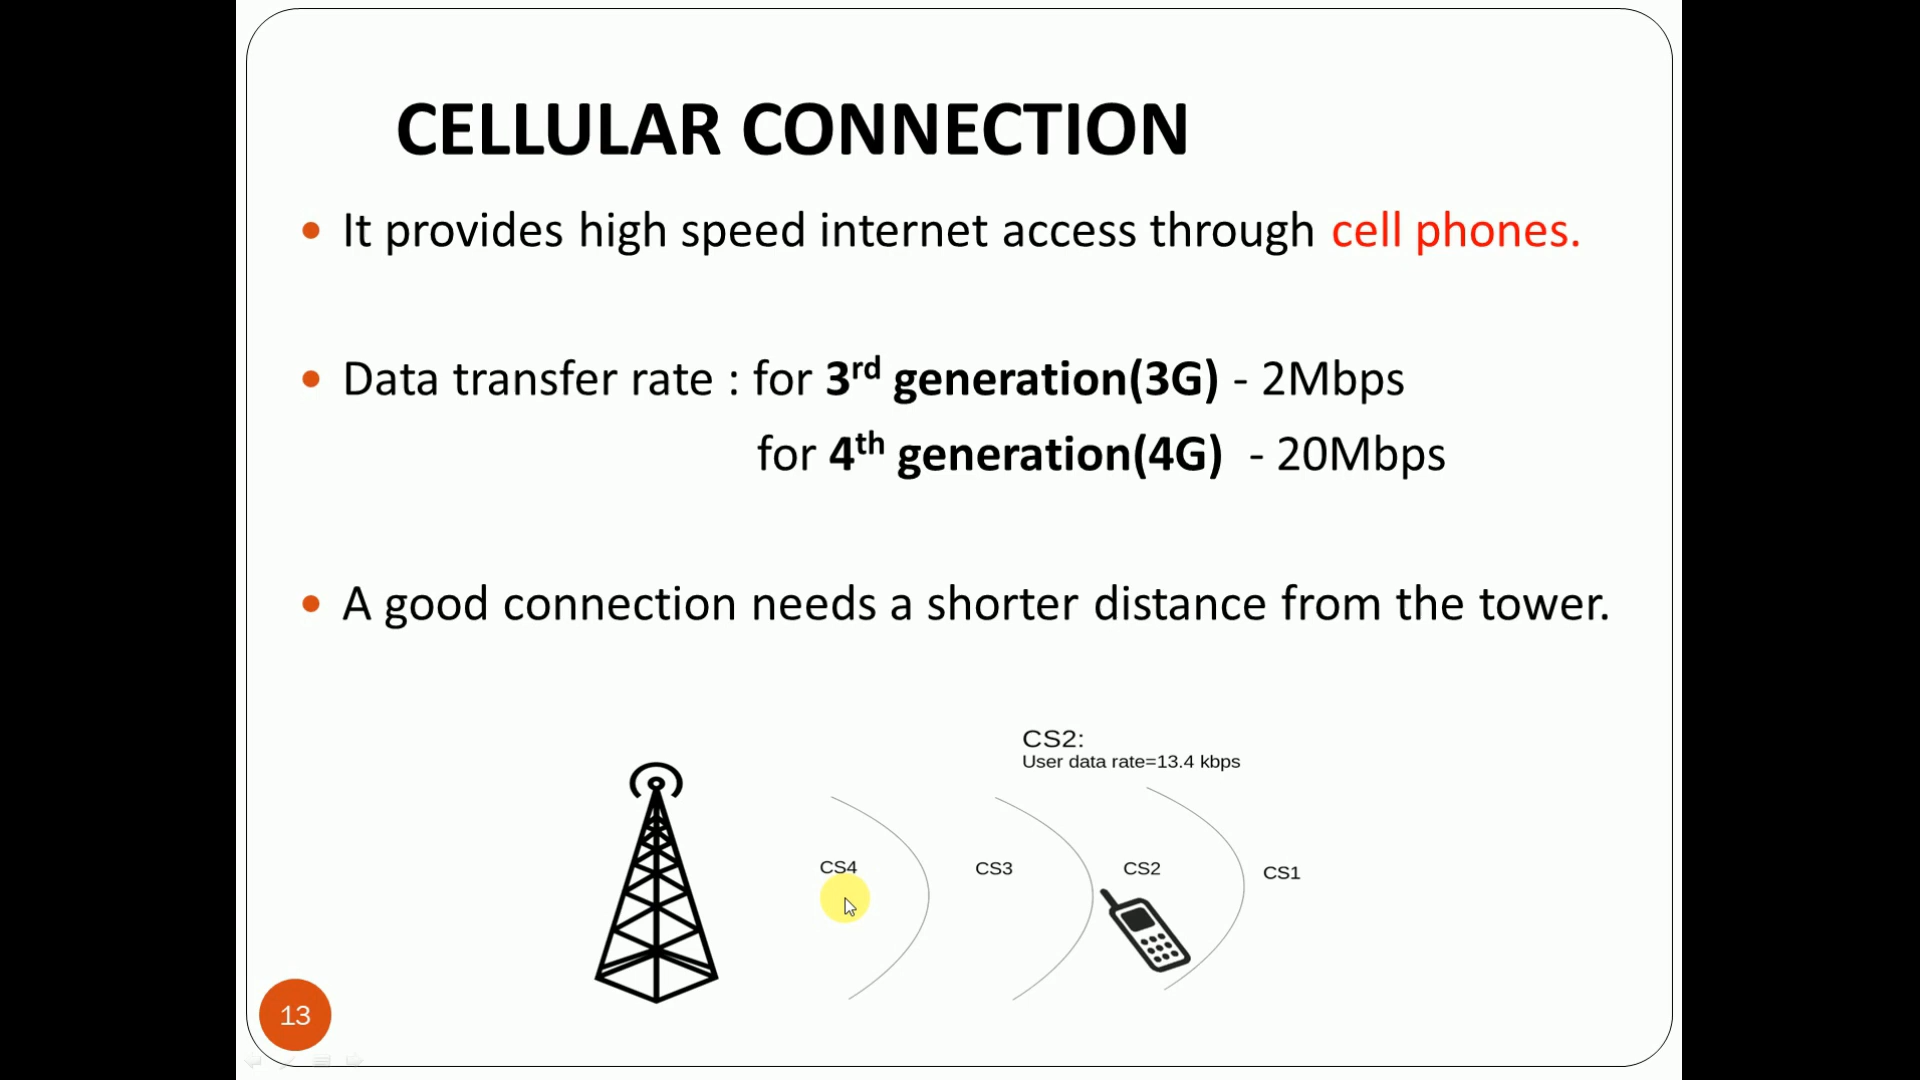 CELLULAR CONNECTION
It provides high speed internet access through cell phones.
Data transfer rate : for 3rd generation(3G) - 2Mbps
for 4th generation(4G) - 20Mbps
A good connection needs a shorter distance from the tower.
CS2:
User data rate=13.4 kbps
CS4
CS3
CS2
CS1
13